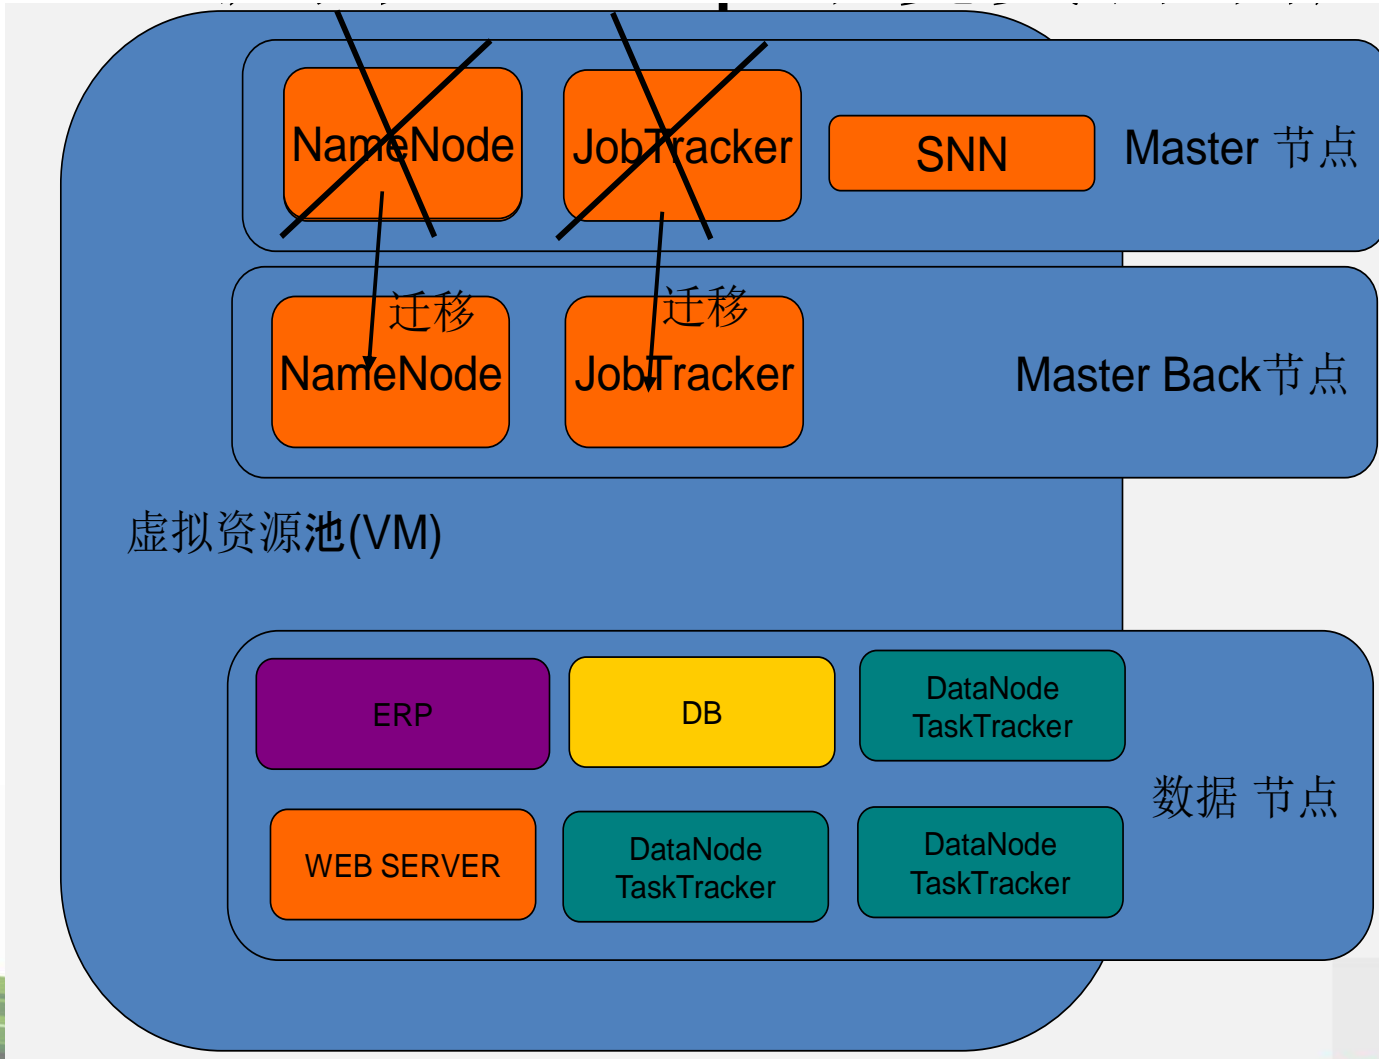 NameNode
JobTracker
SNN
Master 节点
迁移
迁移
NameNode
JobTracker
Master Back节点
虚拟资源池(VM)
ERP
DB
DataNode
TaskTracker
数据 节点
WEB SERVER
DataNode
TaskTracker
DataNode
TaskTracker